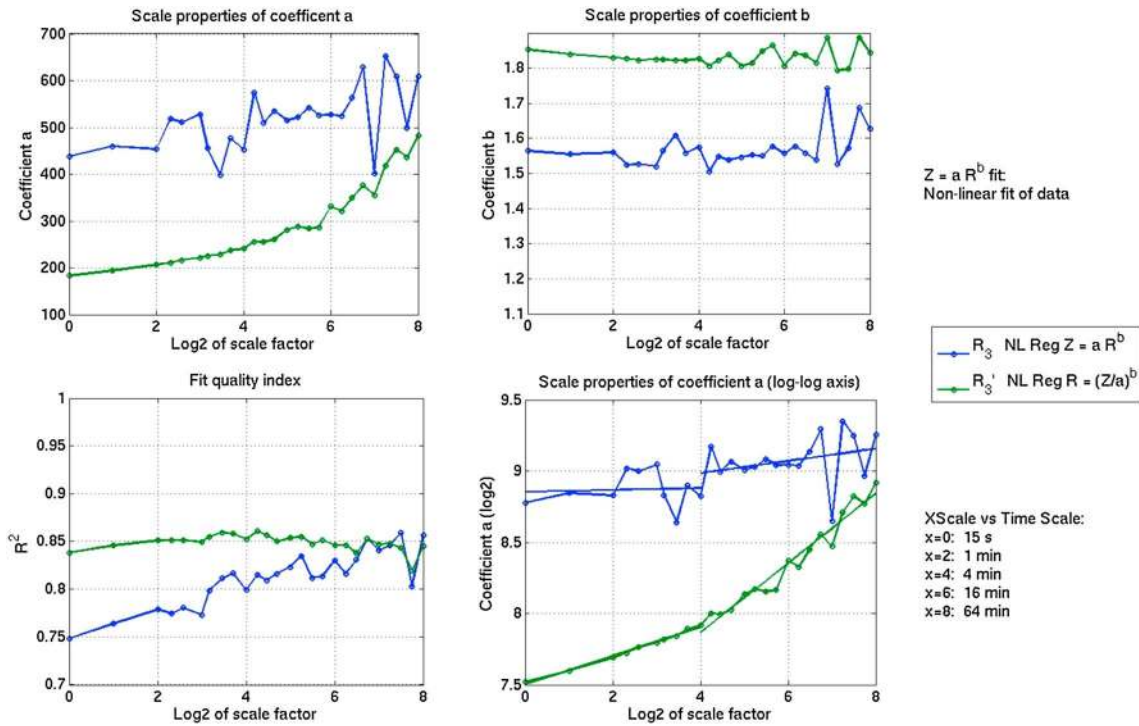 Scale properties of coefficent a
700
600
500
400
300
200
100
0
2
4
6
8
Coefficient a
Log2 of scale factor
Scale properties of coefficient b
1.8
1.7
1.6
1.5
1.4
1.3
1.2
1.1
0
2
4
6
8
Coefficient b
Log2 of scale factor
Z = a R^b fit:
Non-linear fit of data
R_3 NL Reg Z = a R^b
R_3' NL Reg R = (Z/a)^b
Fit quality index
1
0.95
0.9
0.85
0.8
0.75
0.7
0
2
4
6
8
R^2
Log2 of scale factor
Scale properties of coefficient a (log-log axis)
9.5
9
8.5
8
7.5
0
2
4
6
8
Coefficient a (log2)
Log2 of scale factor
XScale vs Time Scale:
x=0: 15 s
x=2: 1 min
x=4: 4 min
x=6: 16 min
x=8: 64 min